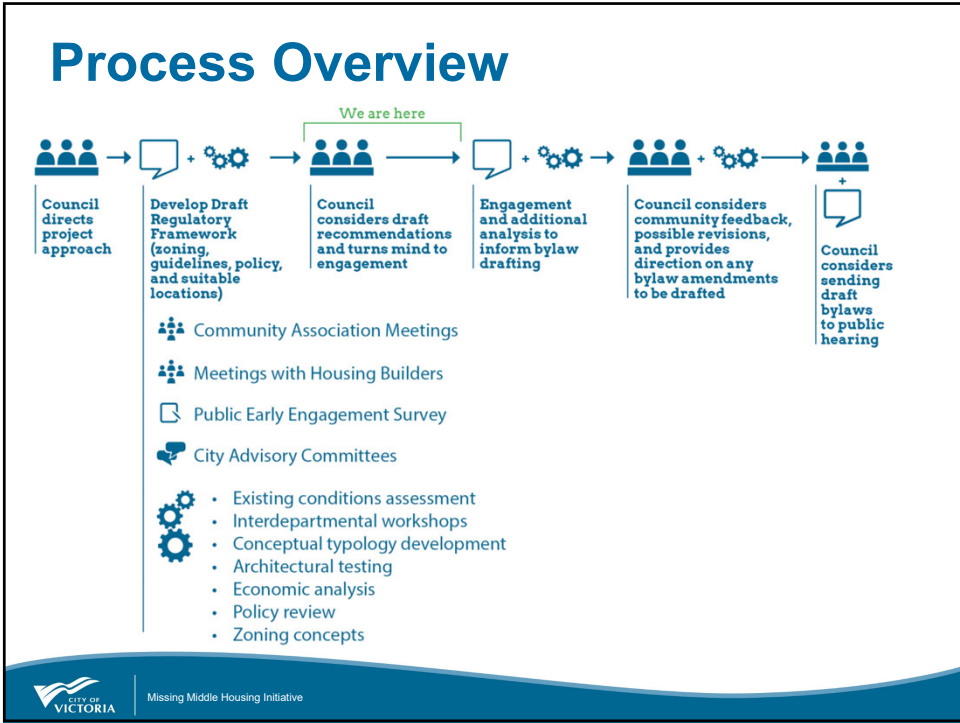 Process Overview
We are here
Council
directs
project
approach
Develop Draft
Regulatory
Framework
(zoning,
guidelines, policy,
and suitable
locations)
Council
considers draft
recommendations
and turns mind to
engagement
Engagement
and additional
analysis to
inform bylaw
drafting
Council considers
community feedback,
possible revisions,
and provides
direction on any
bylaw amendments
to be drafted
Council
considers
sending
draft
bylaws
to public
hearing
Community Association Meetings
Meetings with Housing Builders
Public Early Engagement Survey
City Advisory Committees
• Existing conditions assessment
• Interdepartmental workshops
• Conceptual typology development
• Architectural testing
• Economic analysis
• Policy review
• Zoning concepts
CITY OF
VICTORIA
Missing Middle Housing Initiative